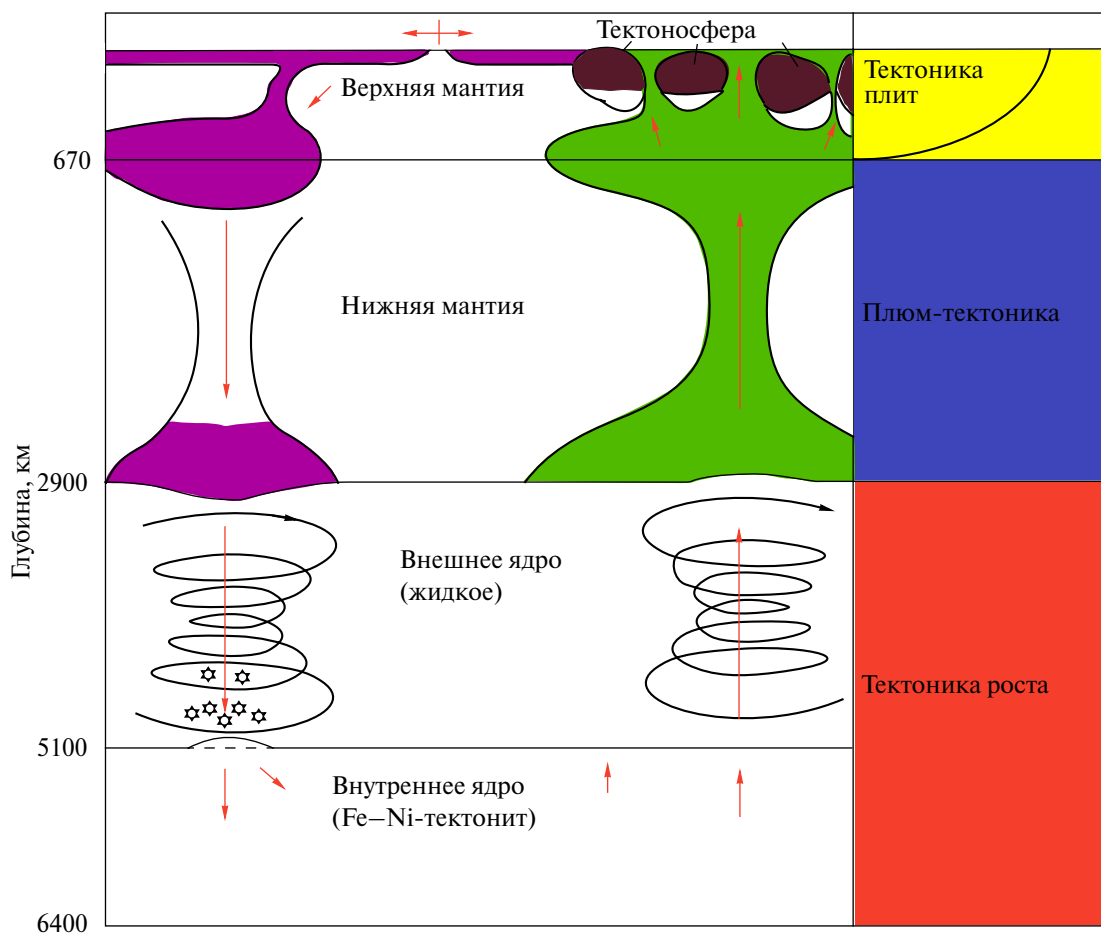 Тектоносфера
Верхняя мантия
Тектоника
плит
670
Нижняя мантия
Плюм-тектоника
Глубина, км
2900
Внешнее ядро
(жидкое)
Тектоника роста
5100
Внутреннее ядро
(Fe–Ni-тектонит)
6400